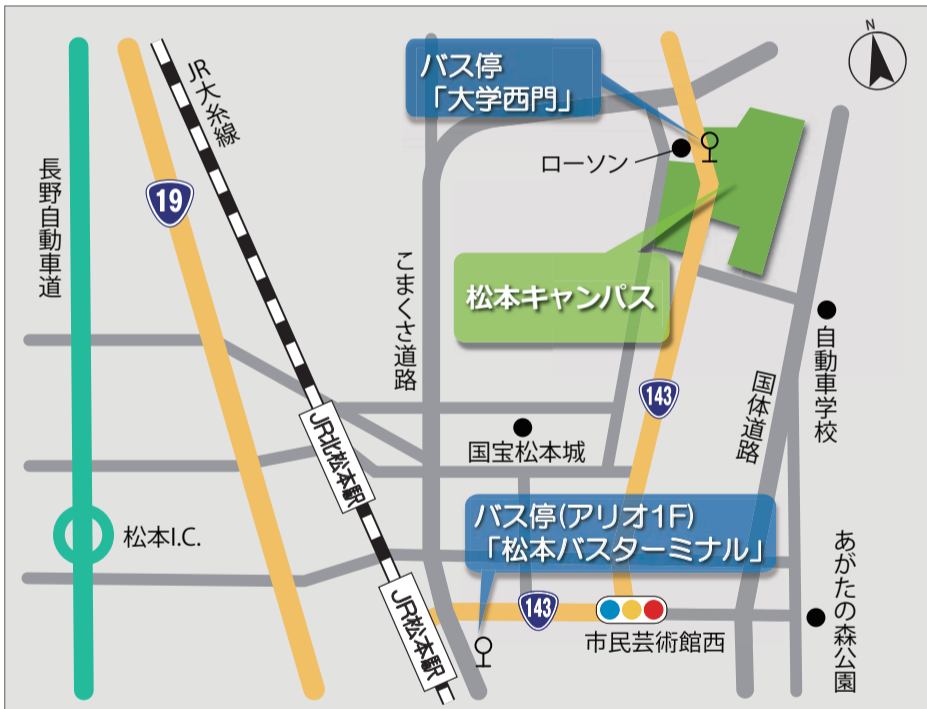 N
バス停
「大学西門」
JR大糸線
ローソン
長野自動車道
19
こまくさ道路
松本キャンパス
自動車学校
国体道路
143
国宝松本城
JR北松本駅
バス停(アリオ1F)
「松本バスターミナル」
松本I.C.
あがたの森公園
JR松本駅
143
市民芸術館西